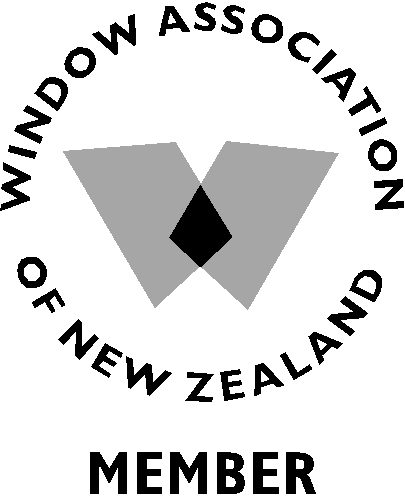 WINDOW ASSOCIATION
OF NEW ZEALAND
MEMBER